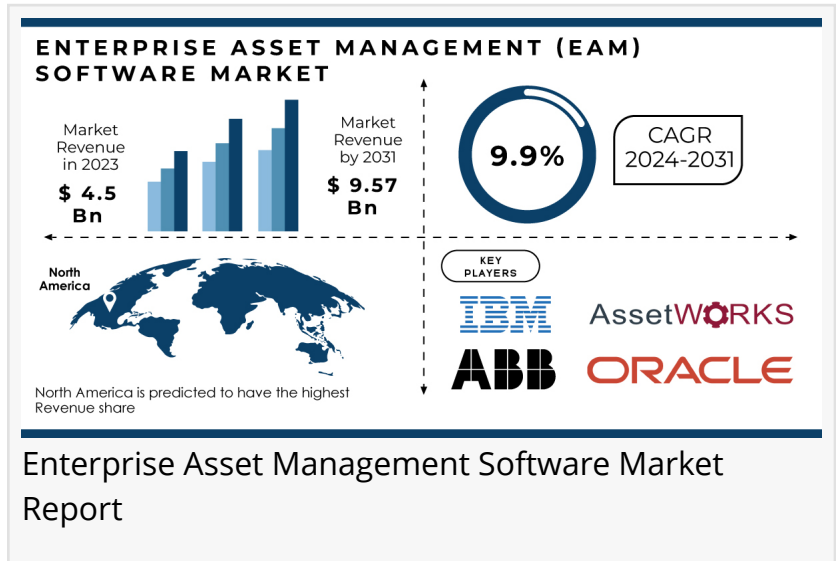 ENTERPRISE ASSET MANAGEMENT (EAM)
SOFTWARE MARKET
Market
Revenue
in 2023
$ 4.5
Bn
Market
Revenue
by 2031
$ 9.57
Bn
9.9%
CAGR
2024-2031
North
America
North America is predicted to have the highest
Revenue share
KEY
PLAYERS
IBM
AssetWORKS
ABB
ORACLE
Enterprise Asset Management Software Market
Report